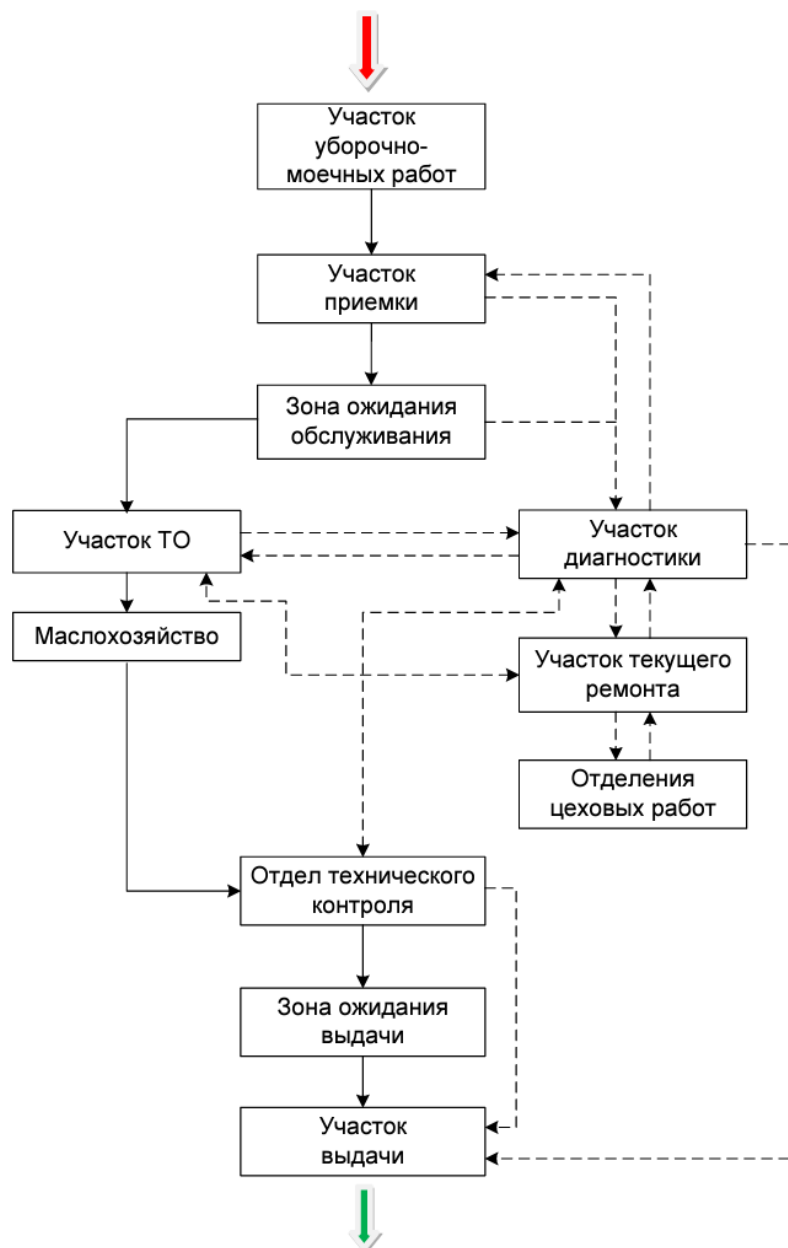 Участок
уборочно-
моечных работ
Участок
приемки
Зона ожидания
обслуживания
Участок ТО
Участок
диагностики
Маслохозяйство
Участок текущего
ремонта
Отделения
цеховых работ
Отдел технического
контроля
Зона ожидания
выдачи
Участок
выдачи